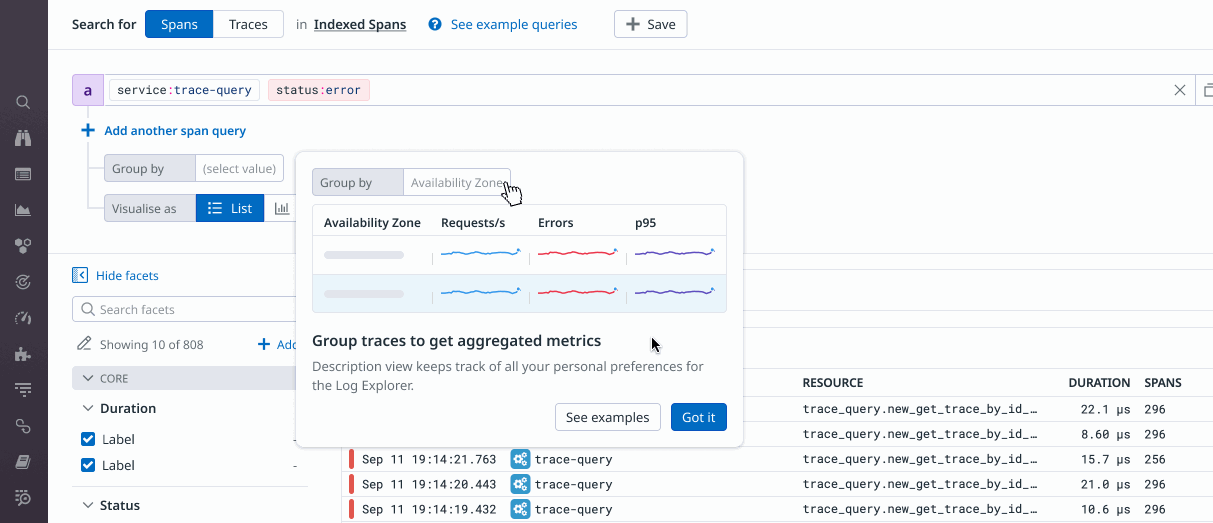 Search for Spans Traces in Indexed Spans See example queries Save
a service:trace-query status:error
Add another span query
Group by (select value)
Visualise as List
Group by Availability Zone
Availability Zone Requests/s Errors p95
Group traces to get aggregated metrics
Description view keeps track of all your personal preferences for
the Log Explorer.
See examples Got it
Hide facets
Search facets
Showing 10 of 808 Add
CORE
Duration
Label -
Label -
Status
RESOURCE DURATION SPANS
trace_query.new_get_trace_by_id_… 22.1 µs 296
trace_query.new_get_trace_by_id_… 8.60 µs 296
Sep 11 19:14:21.763 trace-query trace_query.new_get_trace_by_id_… 15.7 µs 256
Sep 11 19:14:20.443 trace-query trace_query.new_get_trace_by_id_… 21.0 µs 296
Sep 11 19:14:19.432 trace-query trace_query.new_get_trace_by_id_… 10.6 µs 296